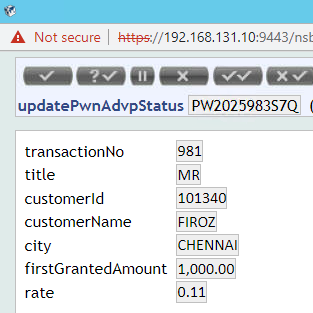 Not secure | https://192.168.131.10:9443/nsb
updatePwnAdvpStatus PW2025983S7Q (
transactionNo 981
title MR
customerId 101340
customerName FIROZ
city CHENNAI
firstGrantedAmount 1,000.00
rate 0.11